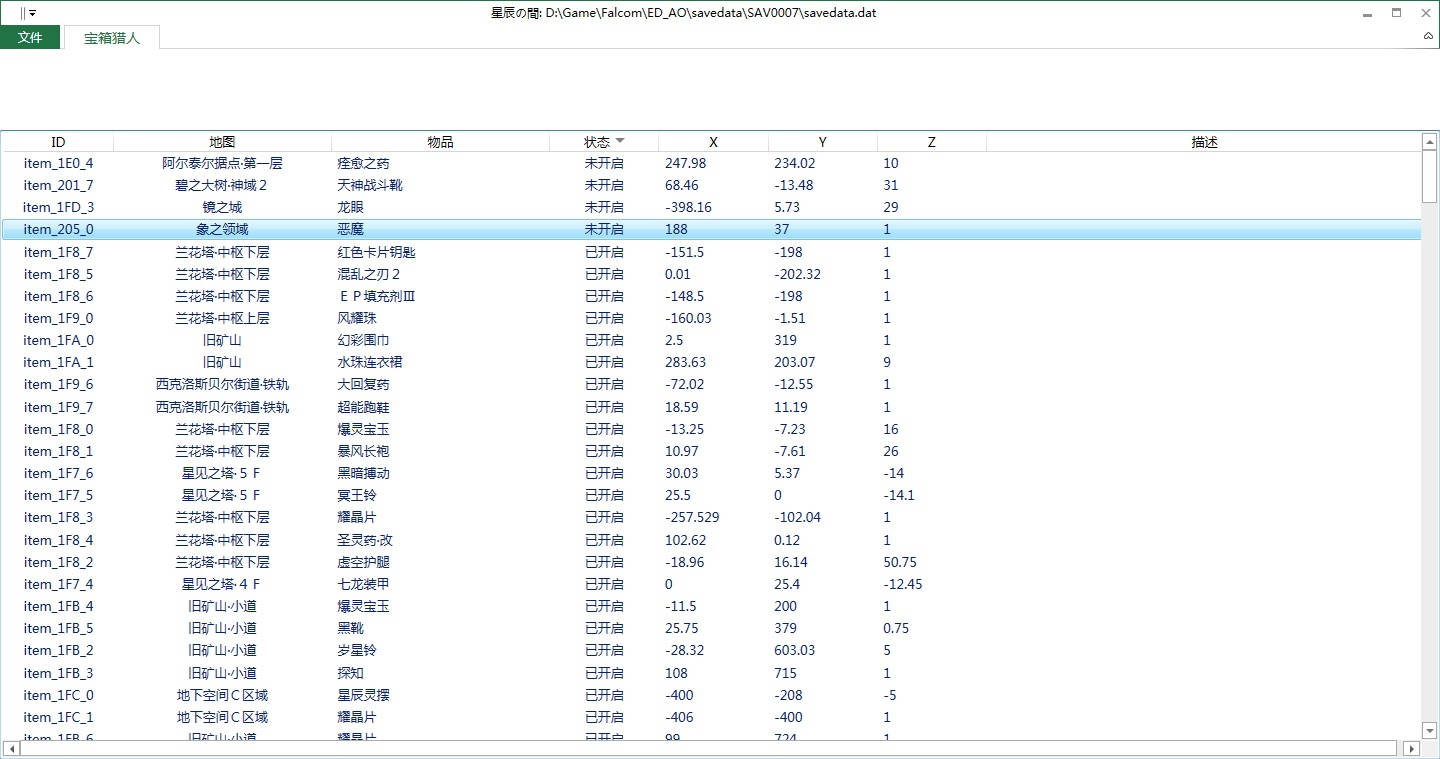 星辰の間: D:\Game\Falcom\ED_AO\savedata\SAV0007\savedata.dat
文件 宝箱猎人
ID 地图 物品 状态 X Y Z 描述
item_1E0_4 阿尔泰尔据点·第一层 痊愈之药 未开启 247.98 234.02 10
item_201_7 碧之大树·神域２ 天神战斗靴 未开启 68.46 -13.48 31
item_1FD_3 镜之城 龙眼 未开启 -398.16 5.73 29
item_205_0 象之领域 恶魔 未开启 188 37 1
item_1F8_7 兰花塔·中枢下层 红色卡片钥匙 已开启 -151.5 -198 1
item_1F8_5 兰花塔·中枢下层 混乱之刃２ 已开启 0.01 -202.32 1
item_1F8_6 兰花塔·中枢下层 ＥＰ填充剂Ⅲ 已开启 -148.5 -198 1
item_1F9_0 兰花塔·中枢上层 风耀珠 已开启 -160.03 -1.51 1
item_1FA_0 旧矿山 幻彩围巾 已开启 2.5 319 1
item_1FA_1 旧矿山 水珠连衣裙 已开启 283.63 203.07 9
item_1F9_6 西克洛斯贝尔街道·铁轨 大回复药 已开启 -72.02 -12.55 1
item_1F9_7 西克洛斯贝尔街道·铁轨 超能跑鞋 已开启 18.59 11.19 1
item_1F8_0 兰花塔·中枢下层 爆灵宝玉 已开启 -13.25 -7.23 16
item_1F8_1 兰花塔·中枢下层 暴风长袍 已开启 10.97 -7.61 26
item_1F7_6 星见之塔·５Ｆ 黑暗搏动 已开启 30.03 5.37 -14
item_1F7_5 星见之塔·５Ｆ 冥王铃 已开启 25.5 0 -14.1
item_1F8_3 兰花塔·中枢下层 耀晶片 已开启 -257.529 -102.04 1
item_1F8_4 兰花塔·中枢下层 圣灵药·改 已开启 102.62 0.12 1
item_1F8_2 兰花塔·中枢下层 虚空护腿 已开启 -18.96 16.14 50.75
item_1F7_4 星见之塔·４Ｆ 七龙装甲 已开启 0 25.4 -12.45
item_1FB_4 旧矿山·小道 爆灵宝玉 已开启 -11.5 200 1
item_1FB_5 旧矿山·小道 黑靴 已开启 25.75 379 0.75
item_1FB_2 旧矿山·小道 岁星铃 已开启 -28.32 603.03 5
item_1FB_3 旧矿山·小道 探知 已开启 108 715 1
item_1FC_0 地下空间Ｃ区域 星辰灵摆 已开启 -400 -208 -5
item_1FC_1 地下空间Ｃ区域 耀晶片 已开启 -406 -400 1
item_1FB_6 旧矿山·小道 耀晶片 已开启 99 724 1